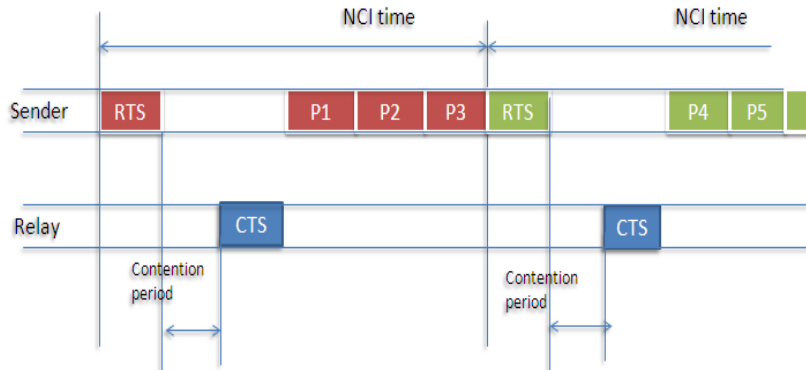 NCI time
NCI time
Sender
RTS
P1
P2
P3
RTS
P4
P5
Relay
CTS
CTS
Contention
period
Contention
period